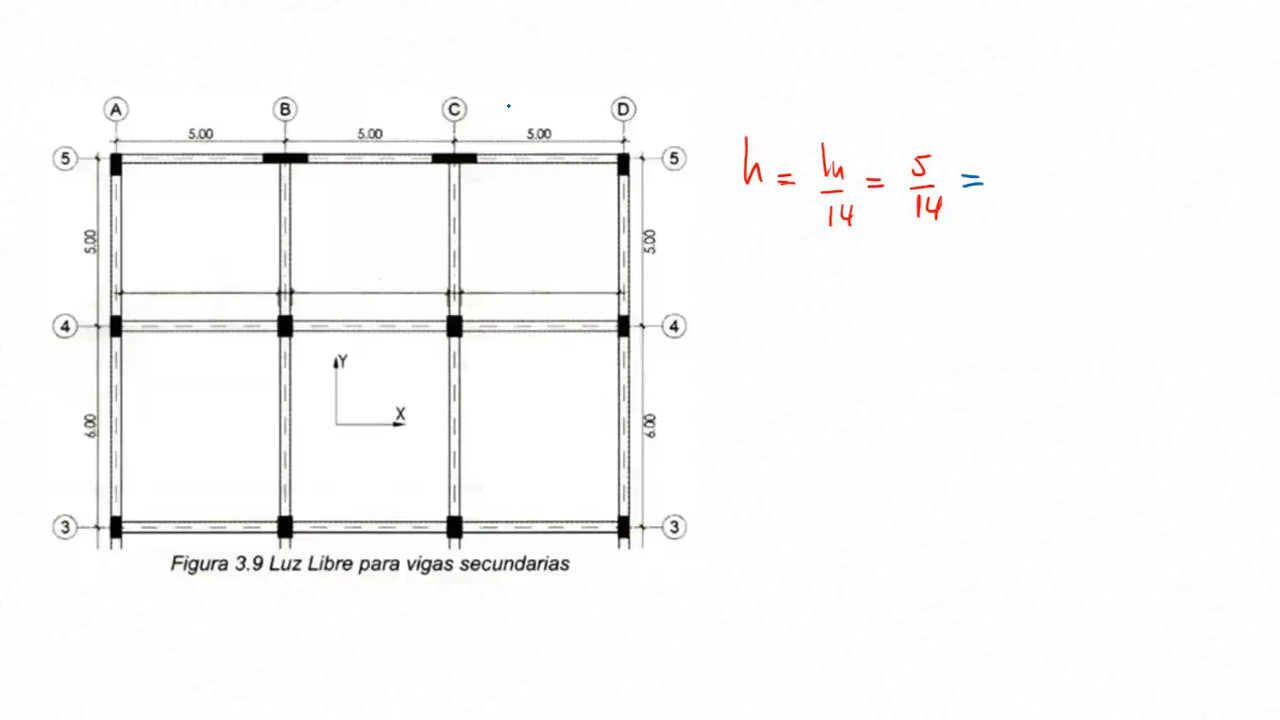 A B C D
5.00 5.00 5.00
5 5
5.00 5.00
4 4
Y
X
6.00 6.00
3 3
Figura 3.9 Luz Libre para vigas secundarias
h = ln/14 = 5/14 =